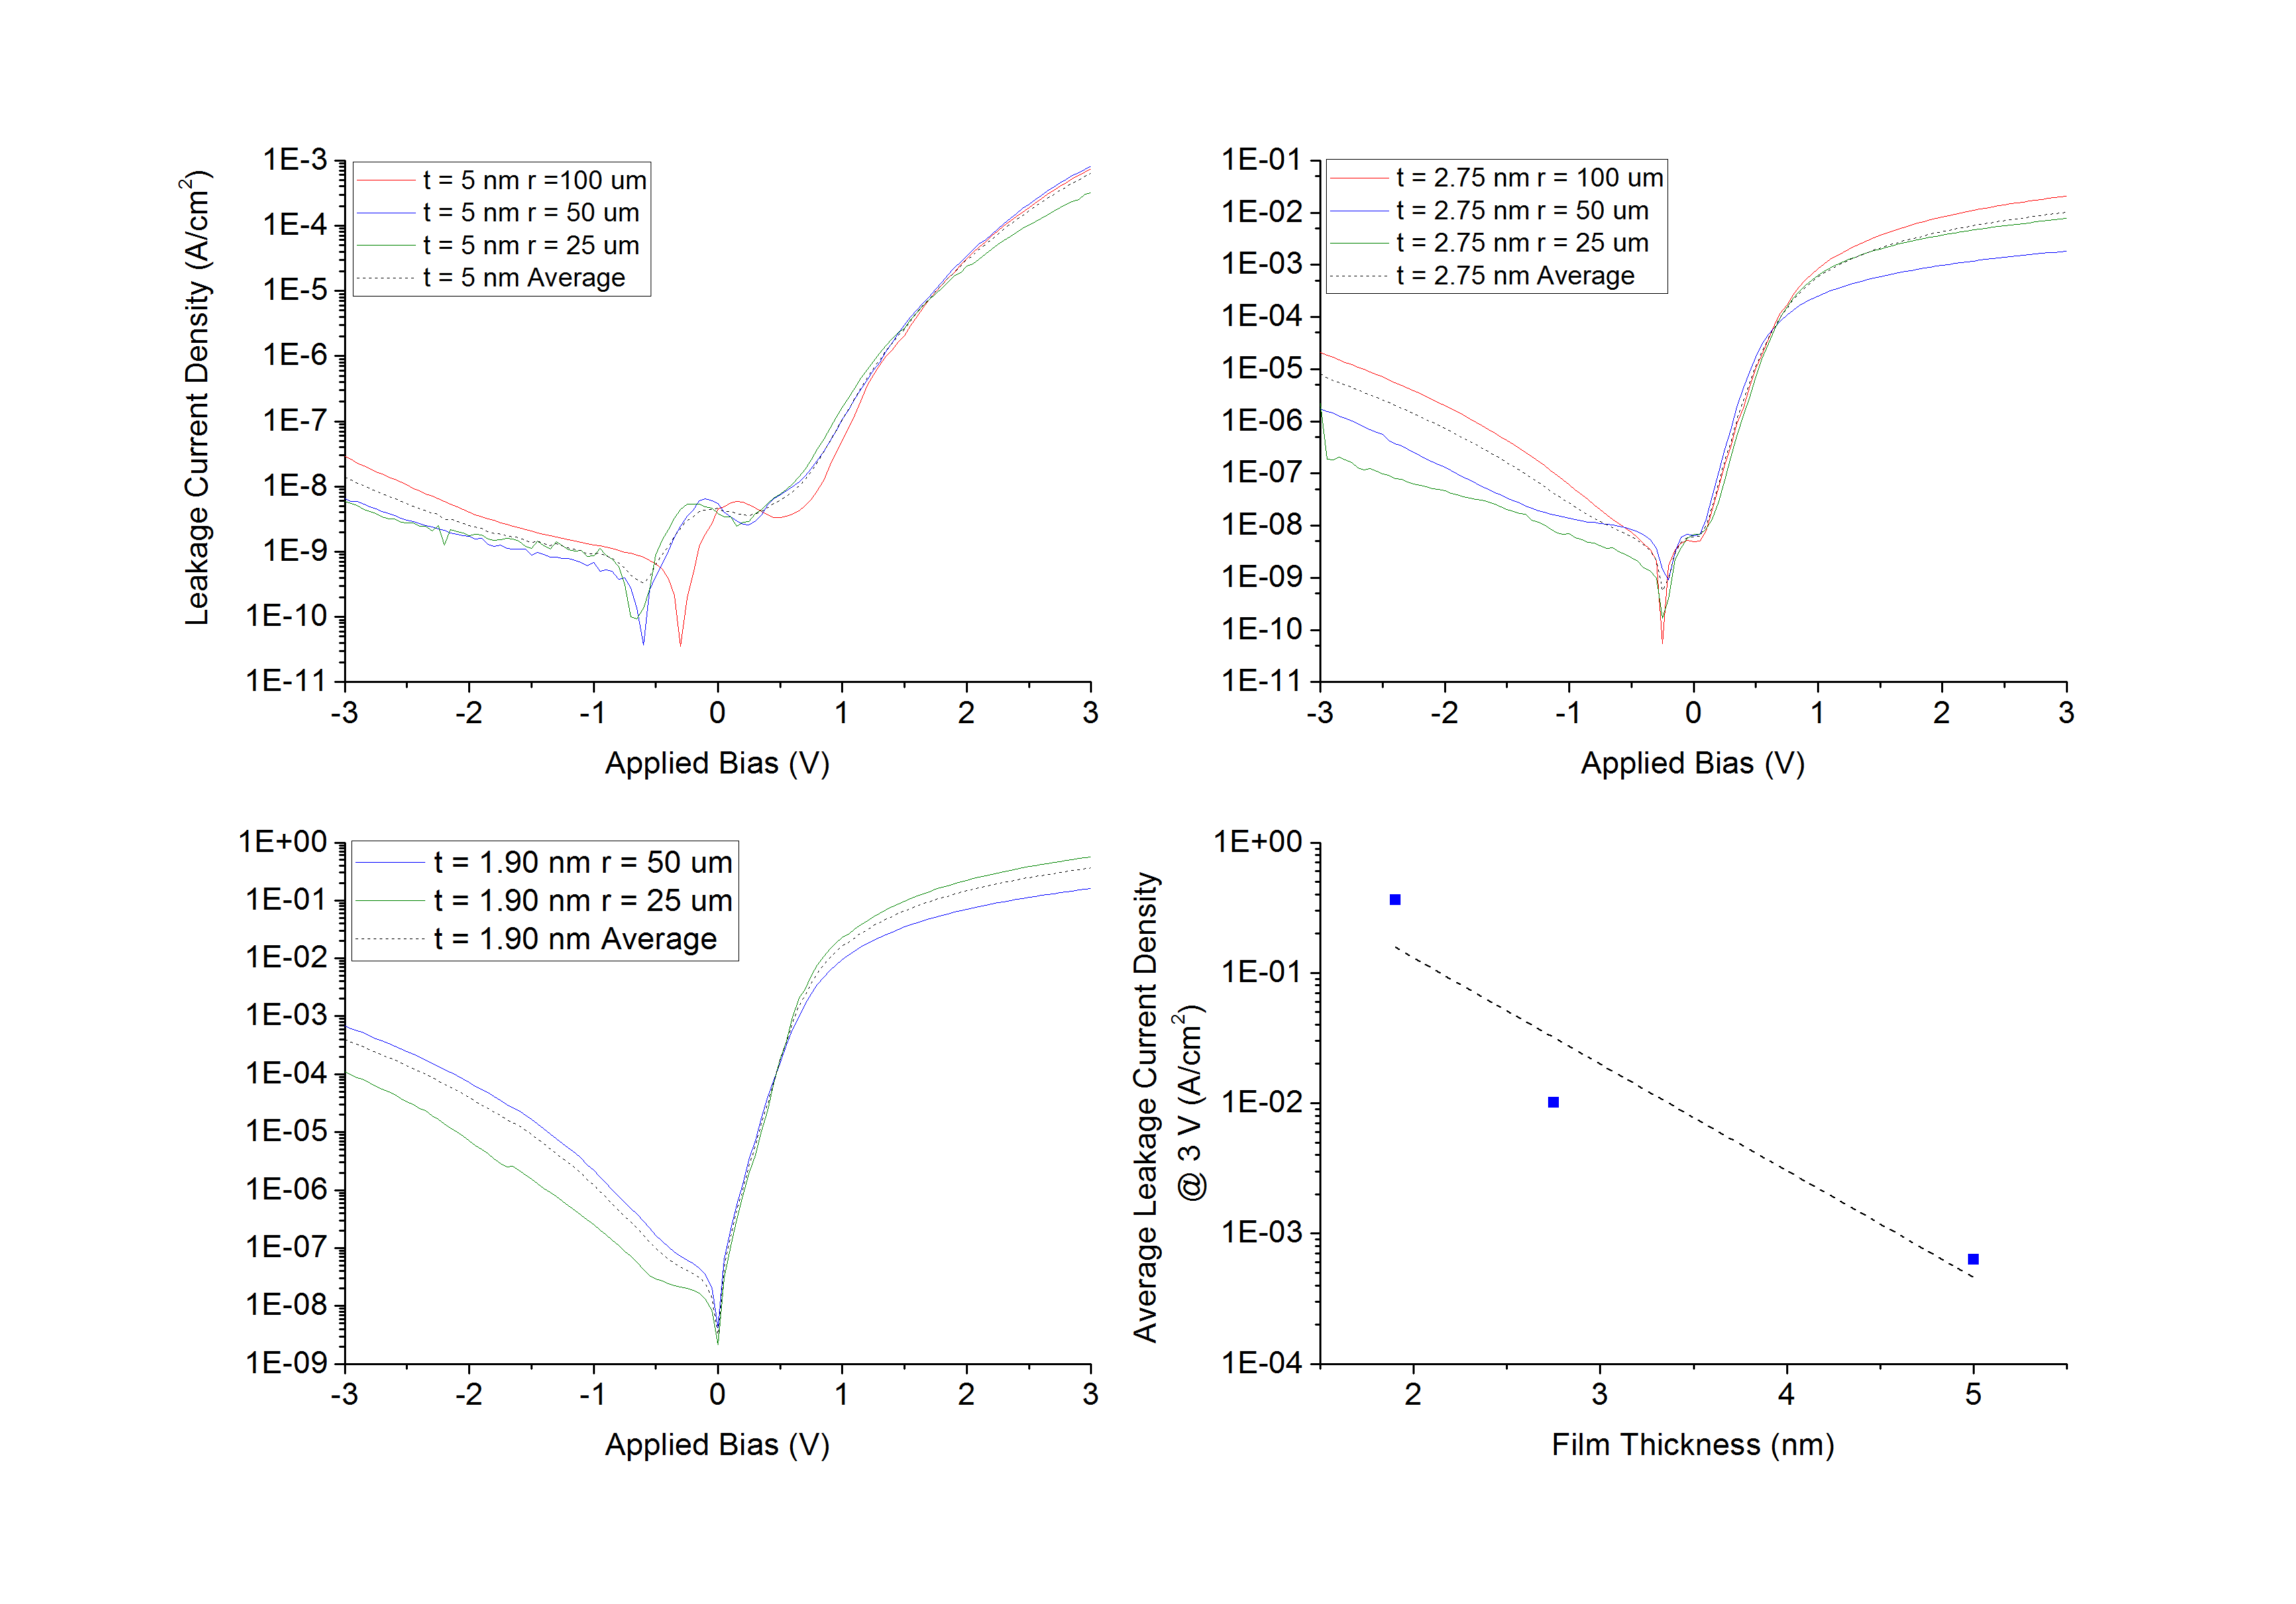 Leakage Current Density (A/cm²)
1E-3
1E-4
1E-5
1E-6
1E-7
1E-8
1E-9
1E-10
1E-11
t = 5 nm r =100 um
t = 5 nm r = 50 um
t = 5 nm r = 25 um
t = 5 nm Average
-3 -2 -1 0 1 2 3
Applied Bias (V)
1E-01
1E-02
1E-03
1E-04
1E-05
1E-06
1E-07
1E-08
1E-09
1E-10
1E-11
t = 2.75 nm r = 100 um
t = 2.75 nm r = 50 um
t = 2.75 nm r = 25 um
t = 2.75 nm Average
-3 -2 -1 0 1 2 3
Applied Bias (V)
1E+00
1E-01
1E-02
1E-03
1E-04
1E-05
1E-06
1E-07
1E-08
1E-09
t = 1.90 nm r = 50 um
t = 1.90 nm r = 25 um
t = 1.90 nm Average
-3 -2 -1 0 1 2 3
Applied Bias (V)
Average Leakage Current Density
@ 3 V (A/cm²)
1E+00
1E-01
1E-02
1E-03
1E-04
2 3 4 5
Film Thickness (nm)